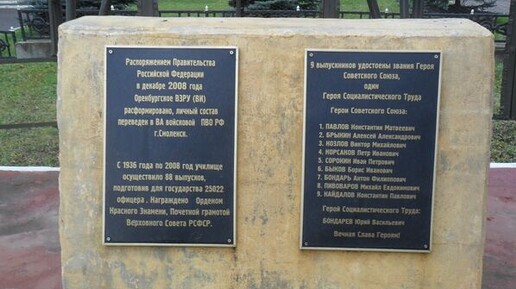 Распоряжением Правительства
Российской Федерации
в декабре 2008 года
Оренбургское ВЗРУ (ВИ)
расформировано, личный состав
переведен в ВА войсковой ПВО РФ
г.Смоленск.
С 1936 года по 2008 год училище
осуществило 88 выпусков,
подготовив для государства 25022
офицера . Награждено Орденом
Красного Знамени, Почетной грамотой
Верховного Совета РСФСР.
9 выпускников удостоены звания Героя
Советского Союза,
один
Героя Социалистического Труда
Герои Советского Союза:
1. ПАВЛОВ Константин Матвеевич
2. БРЫКИН Алексей Александрович
3. КОЗЛОВ Виктор Михайлович
4. КОРСАКОВ Петр Иванович
5. СОРОКИН Иван Петрович
6. БЫКОВ Борис Иванович
7. БОНДАРЬ Антон Филиппович
8. ПИВОВАРОВ Михаил Евдокимович
9. НАЙДАЛОВ Константин Павлович
Герой Социалистического Труда:
БОНДАРЕВ Юрий Васильевич
Вечная Слава Героям!